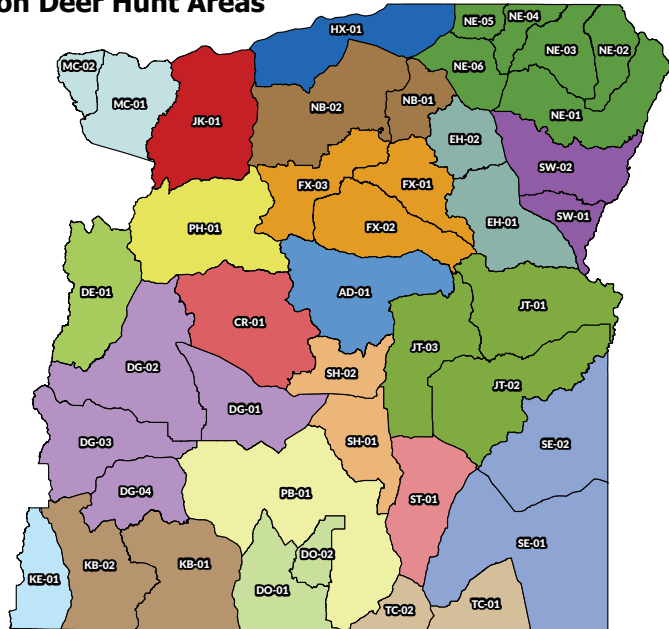 on Deer Hunt Areas
HX-01
NE-05
NE-04
NE-03
NE-02
MC-02
NE-06
MC-01
NB-02
NB-01
NE-01
JK-01
EH-02
SW-02
FX-03
FX-01
SW-01
PH-01
FX-02
EH-01
DE-01
AD-01
JT-01
CR-01
JT-03
DG-02
SH-02
JT-02
DG-01
DG-03
SH-01
SE-02
DG-04
PB-01
ST-01
SE-01
DO-02
KE-01
KB-02
KB-01
DO-01
TC-02
TC-01